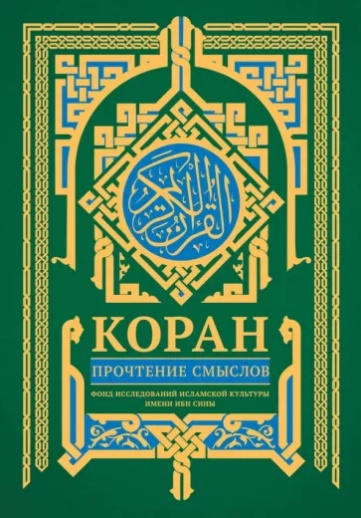 القرآن الكريم
КОРАН
ПРОЧТЕНИЕ СМЫСЛОВ
ФОНД ИССЛЕДОВАНИЙ ИСЛАМСКОЙ КУЛЬТУРЫ
ИМЕНИ ИБН СИНЫ